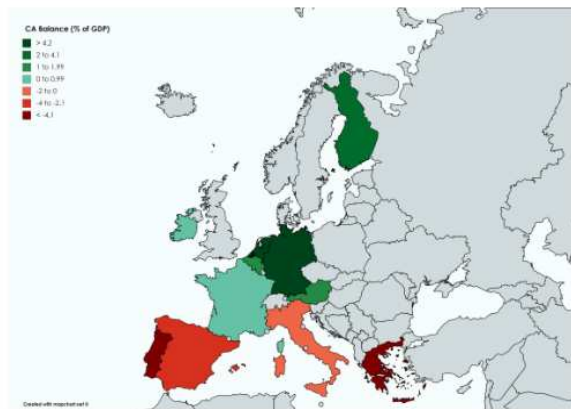 CA Balance (% of GDP)
> 4.2
2 to 4.1
1 to 1.99
0 to 0.99
-2 to 0
-4 to -2.1
< -4.1
Created with mapchart.net ©